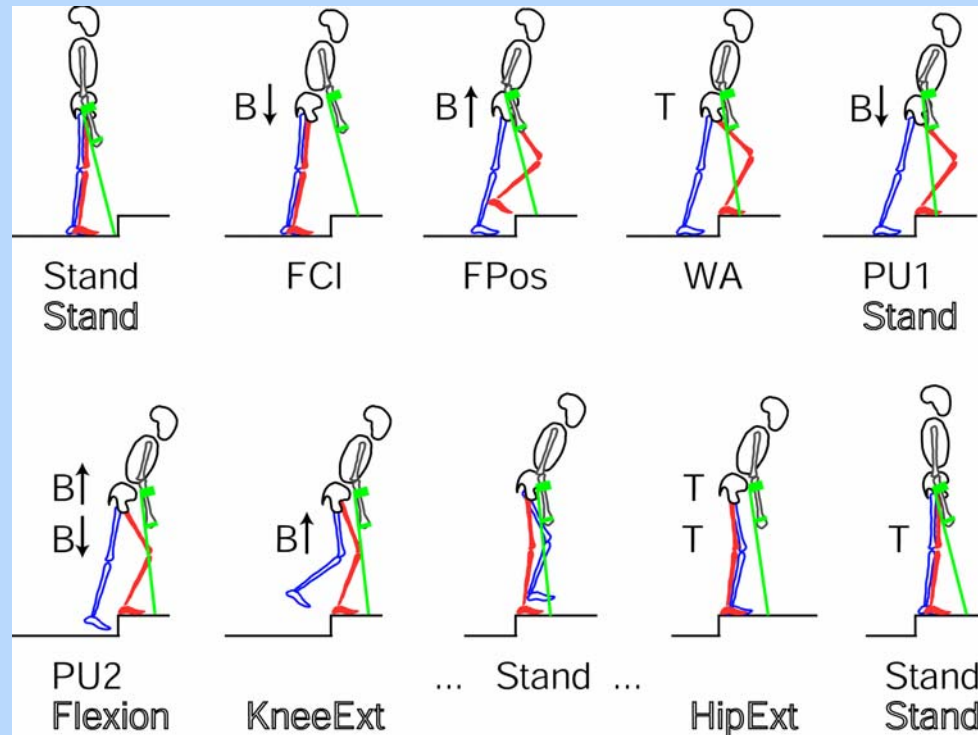 B↓ B↑ T B↓
Stand FCI FPos WA PU1
Stand Stand
B↑ T
B↓ B↑ T T
PU2 ... Stand ... Stand
Flexion KneeExt HipExt Stand